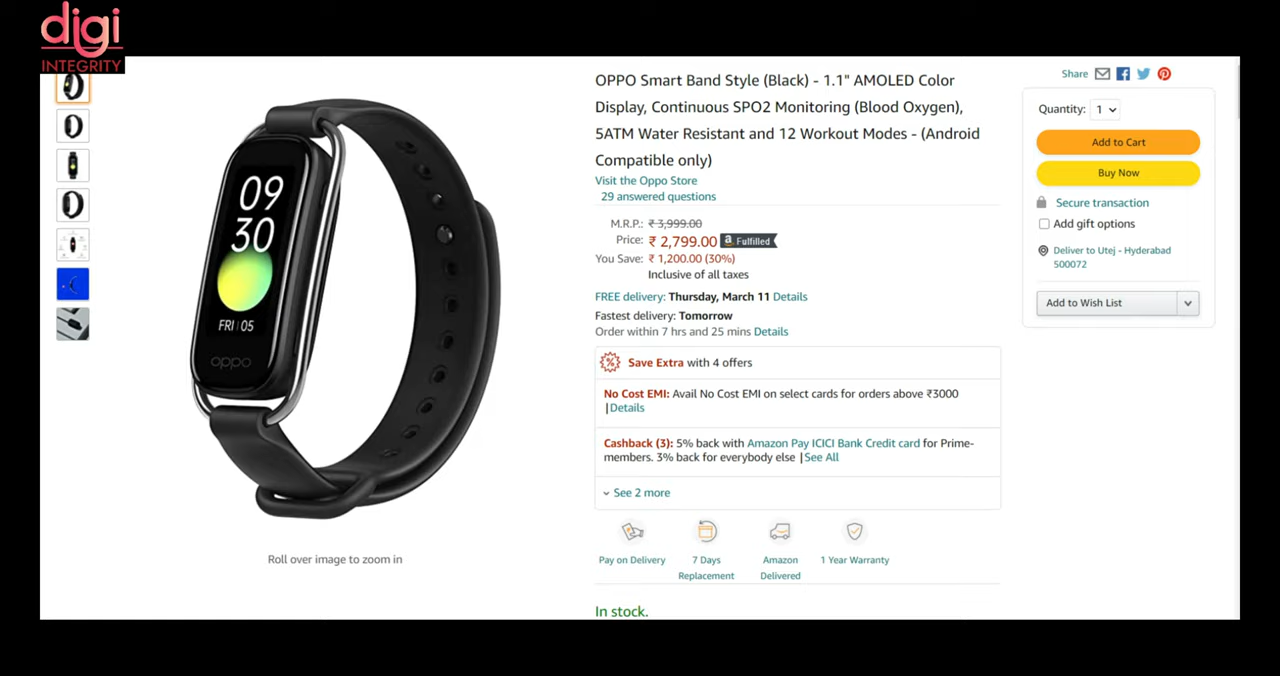 digi
INTEGRITY
OPPO Smart Band Style (Black) - 1.1" AMOLED Color
Display, Continuous SPO2 Monitoring (Blood Oxygen),
5ATM Water Resistant and 12 Workout Modes - (Android
Compatible only)
Visit the Oppo Store
29 answered questions
M.R.P.: ₹ 3,999.00
Price: ₹ 2,799.00 a Fulfilled
You Save: ₹ 1,200.00 (30%)
Inclusive of all taxes
FREE delivery: Thursday, March 11 Details
Fastest delivery: Tomorrow
Order within 7 hrs and 25 mins Details
Save Extra with 4 offers
No Cost EMI: Avail No Cost EMI on select cards for orders above ₹3000
|Details
Cashback (3): 5% back with Amazon Pay ICICI Bank Credit card for Prime-
members. 3% back for everybody else |See All
See 2 more
Pay on Delivery
7 Days
Replacement
Amazon
Delivered
1 Year Warranty
In stock.
09
30
FRI 05
oppo
Roll over image to zoom in
Share
Quantity: 1
Add to Cart
Buy Now
Secure transaction
Add gift options
Deliver to Utej - Hyderabad
500072
Add to Wish List